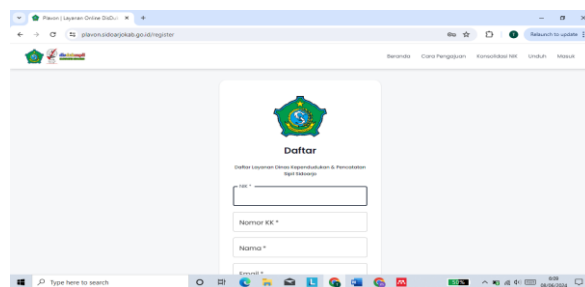 Plavon | Layanan Online DisDu
plavon.sidoarjokab.go.id/register
Relaunch to update
Beranda Cara Pengajuan Konsolidasi NIK Unduh Masuk
Daftar
Daftar Layanan Dinas Kependudukan & Pencatatan
Sipil Sidoarjo
NIK *
Nomor KK *
Nama *
Email *
Type here to search